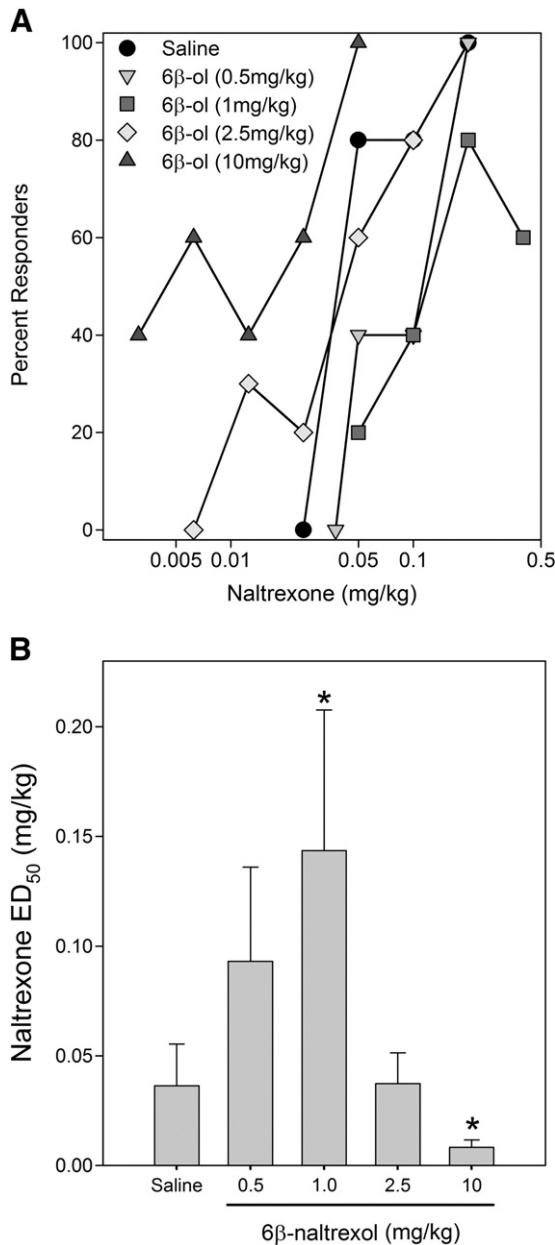 A
Saline
6β-ol (0.5mg/kg)
6β-ol (1mg/kg)
6β-ol (2.5mg/kg)
6β-ol (10mg/kg)
Percent Responders
100
80
60
40
20
0
0.005 0.01 0.05 0.1 0.5
Naltrexone (mg/kg)
B
Naltrexone ED50 (mg/kg)
0.20
0.15
0.10
0.05
0.00
*
*
Saline 0.5 1.0 2.5 10
6β-naltrexol (mg/kg)